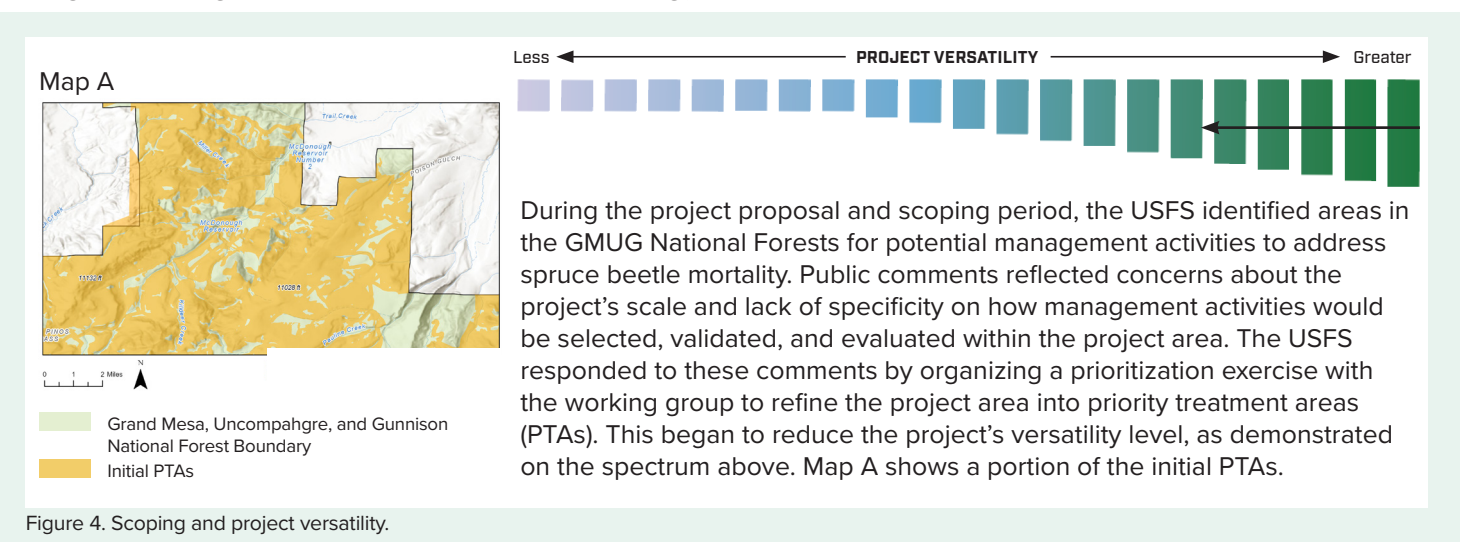 Less
PROJECT VERSATILITY
Greater
Map A
Trail Creek
McDonough
Reservoir
Number
2
Miller Creek
POISON GULCH
McDonough
Reservoir
Creek
11132 ft
11028 ft
PINOS
ASS
Pauline Creek
0 1 2 Miles
N
Grand Mesa, Uncompahgre, and Gunnison
National Forest Boundary
Initial PTAs
During the project proposal and scoping period, the USFS identified areas in
the GMUG National Forests for potential management activities to address
spruce beetle mortality. Public comments reflected concerns about the
project's scale and lack of specificity on how management activities would
be selected, validated, and evaluated within the project area. The USFS
responded to these comments by organizing a prioritization exercise with
the working group to refine the project area into priority treatment areas
(PTAs). This began to reduce the project's versatility level, as demonstrated
on the spectrum above. Map A shows a portion of the initial PTAs.
Figure 4. Scoping and project versatility.